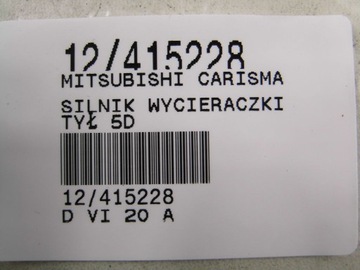 12/415228
MITSUBISHI CARISMA
SILNIK WYCIERACZKI
TYŁ 5D
12/415228
D VI 20 A